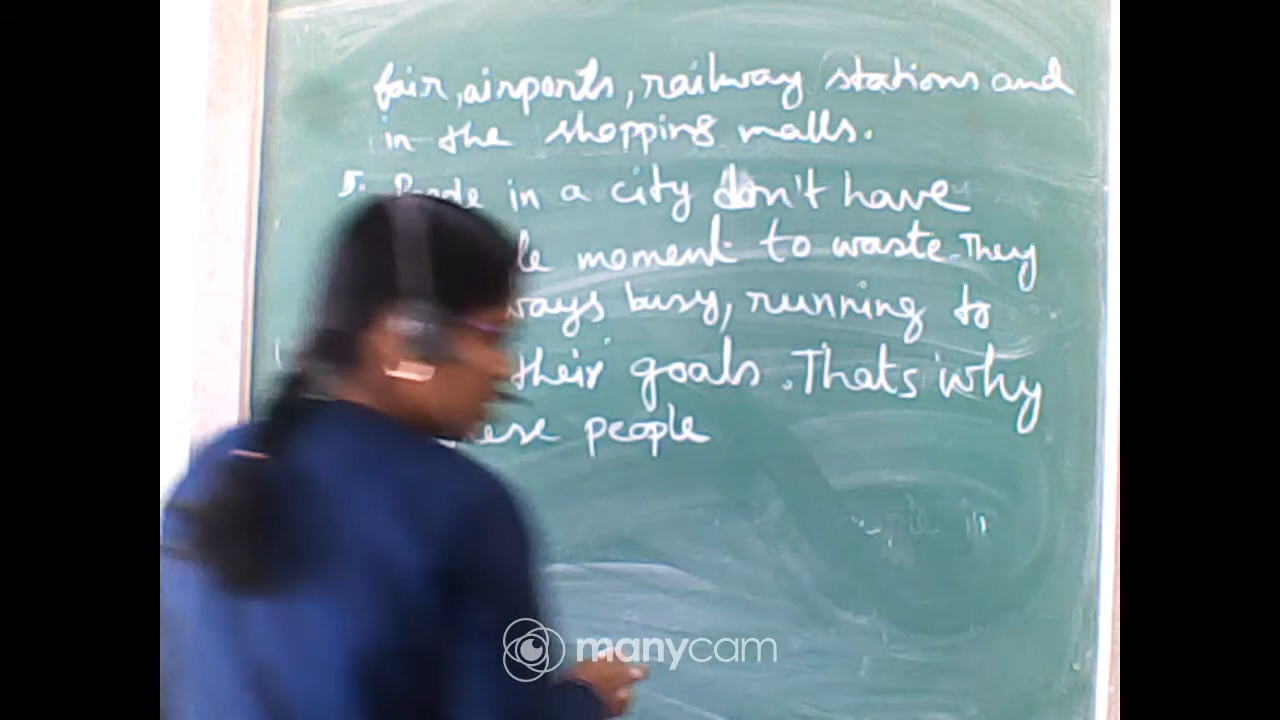 fair, airports, railway stations and
in the shopping malls.
5. People in a city don't have
moment to waste. They
busy, running to
their goals. Thats why
people
manycam